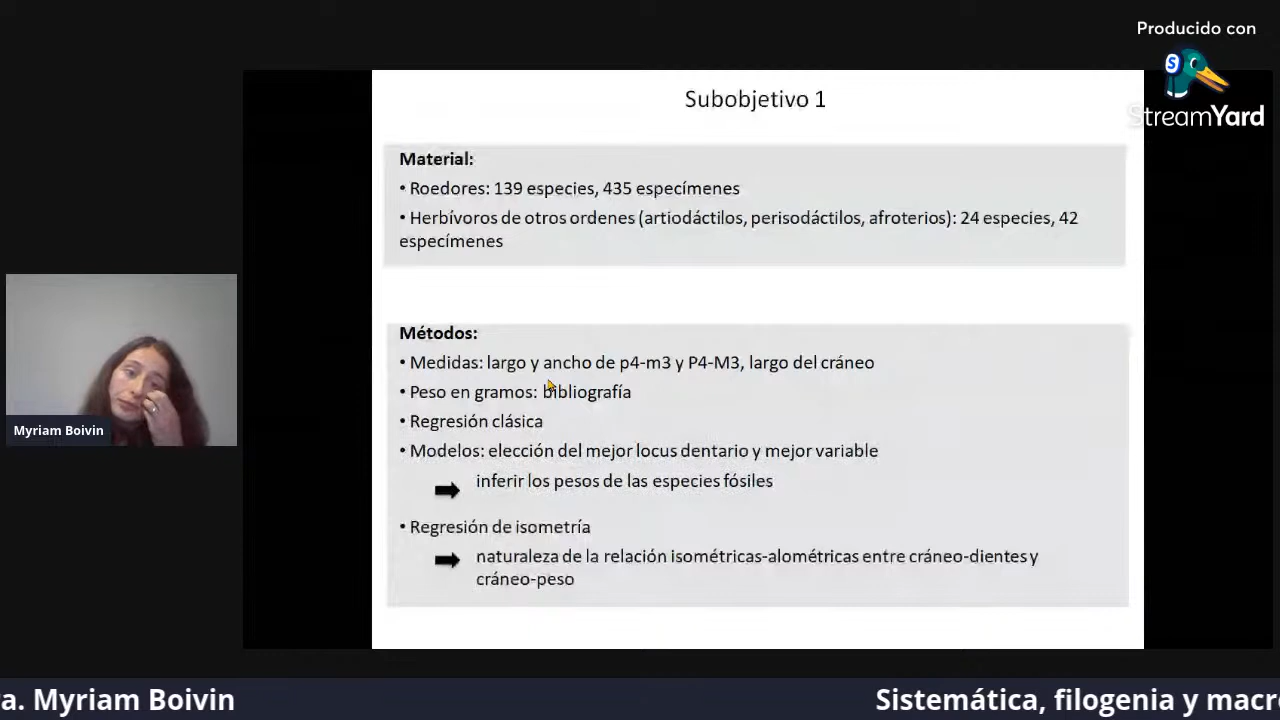 Producido con
StreamYard
Subobjetivo 1
Material:
• Roedores: 139 especies, 435 especímenes
• Herbívoros de otros ordenes (artiodáctilos, perisodáctilos, afroterios): 24 especies, 42
especímenes
Métodos:
• Medidas: largo y ancho de p4-m3 y P4-M3, largo del cráneo
• Peso en gramos: bibliografía
• Regresión clásica
• Modelos: elección del mejor locus dentario y mejor variable
inferir los pesos de las especies fósiles
• Regresión de isometría
naturaleza de la relación isométricas-alométricas entre cráneo-dientes y
cráneo-peso
Myriam Boivin
a. Myriam Boivin
Sistemática, filogenia y macr